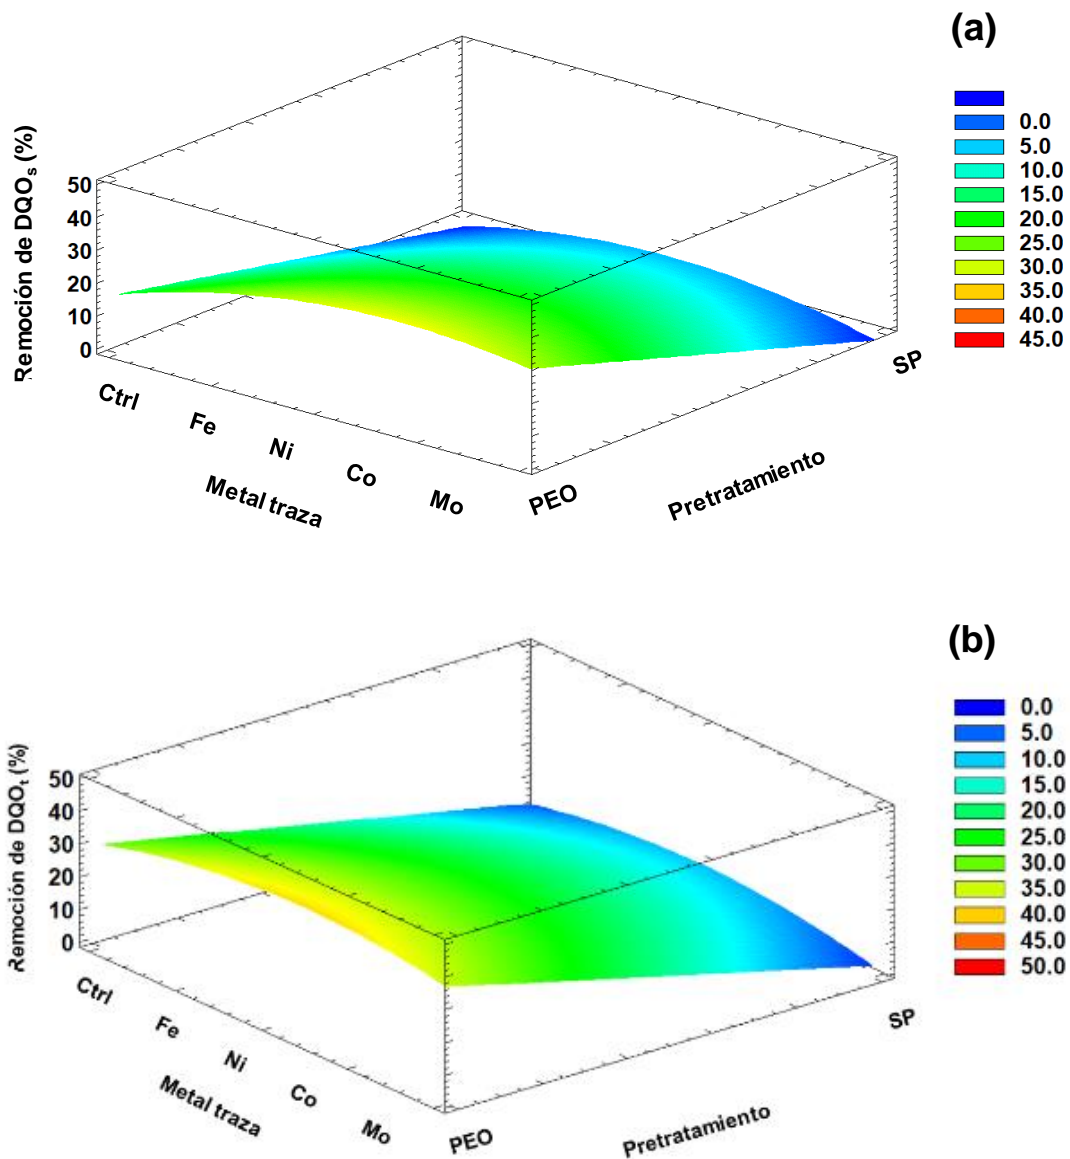 (a)
Remoción de DQOs (%)
50
40
30
20
10
0
Ctrl
Fe
Ni
Co
Mo
Metal traza
PEO
Pretratamiento
SP
0.0
5.0
10.0
15.0
20.0
25.0
30.0
35.0
40.0
45.0
(b)
Remoción de DQOt (%)
50
40
30
20
10
0
Ctrl
Fe
Ni
Co
Mo
Metal traza
PEO
Pretratamiento
SP
0.0
5.0
10.0
15.0
20.0
25.0
30.0
35.0
40.0
45.0
50.0